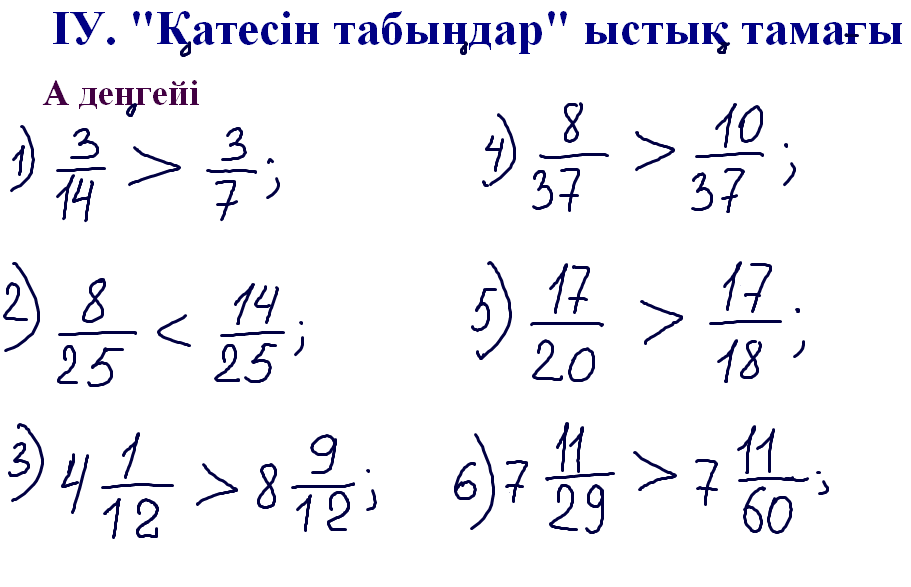 ІУ. "Қатесін табыңдар" ыстық тамағы
А деңгейі
1) 3/14 > 3/7;
2) 8/25 < 14/25;
3) 4 1/12 > 8 9/12;
4) 8/37 > 10/37;
5) 17/20 > 17/18;
6) 7 11/29 > 7 11/60;